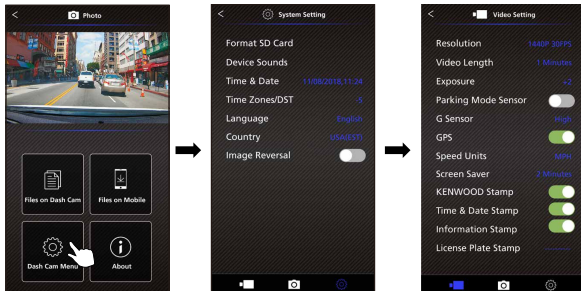 < Photo
Files on Dash Cam
Files on Mobile
Dash Cam Menu
About
< System Setting
Format SD Card
Device Sounds
Time & Date 11/08/2018,11:24
Time Zones/DST -5
Language English
Country USA(EST)
Image Reversal
< Video Setting
Resolution 1440P 30FPS
Video Length 1 Minutes
Exposure +2
Parking Mode Sensor
G Sensor High
GPS
Speed Units MPH
Screen Saver 2 Minutes
KENWOOD Stamp
Time & Date Stamp
Information Stamp
License Plate Stamp